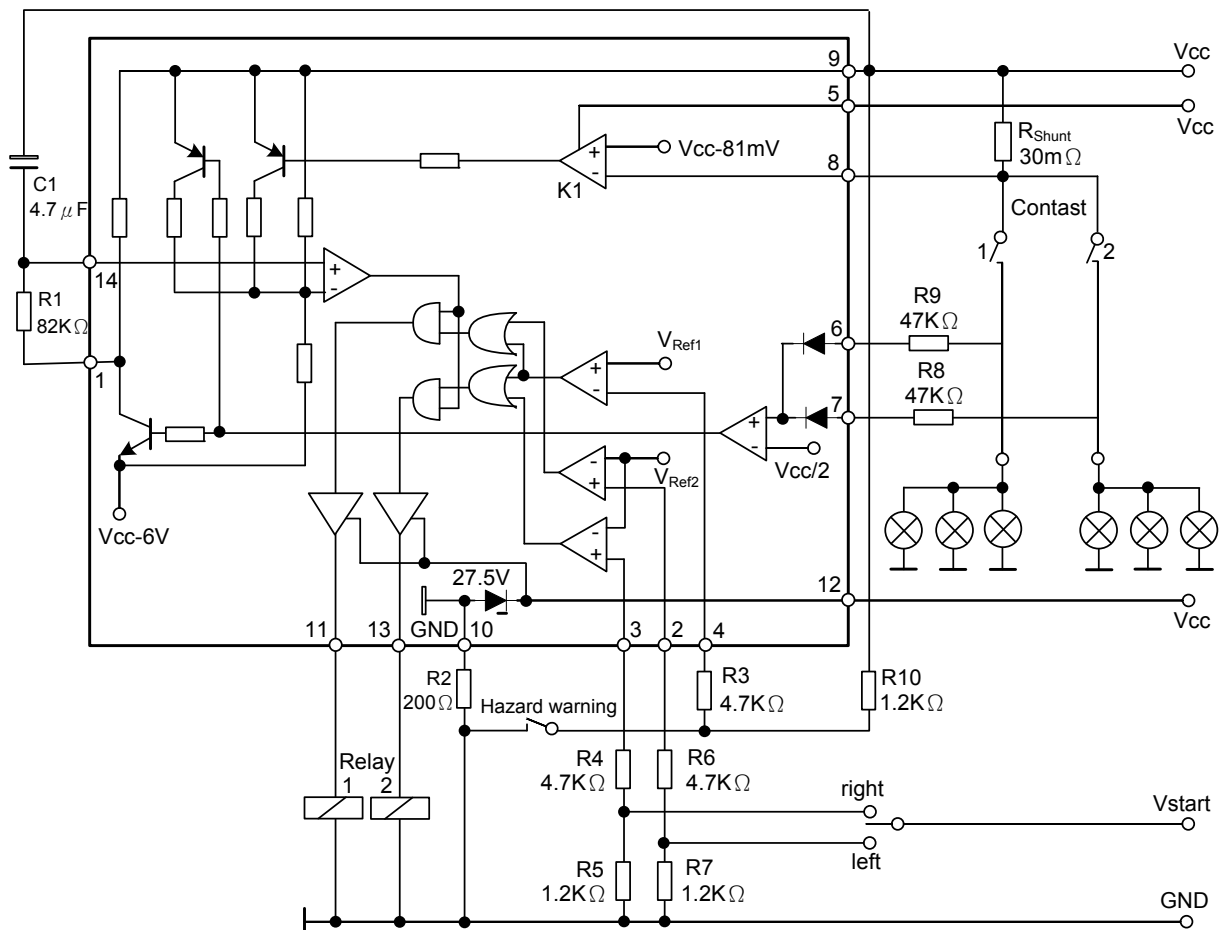 9
Vcc
5
Vcc
RShunt
30mΩ
Vcc-81mV
+
-
K1
8
C1
4.7μF
Contast
1
2
14
+
-
R1
82KΩ
R9
47KΩ
6
VRef1
1
+
-
R8
47KΩ
7
+
-
Vcc/2
-
+
VRef2
Vcc-6V
-
+
27.5V
12
Vcc
11
13
GND
10
3
2
4
R2
200Ω
R3
4.7KΩ
R10
1.2KΩ
Hazard warning
R4
4.7KΩ
R6
4.7KΩ
Relay
1
2
right
Vstart
left
R5
1.2KΩ
R7
1.2KΩ
GND